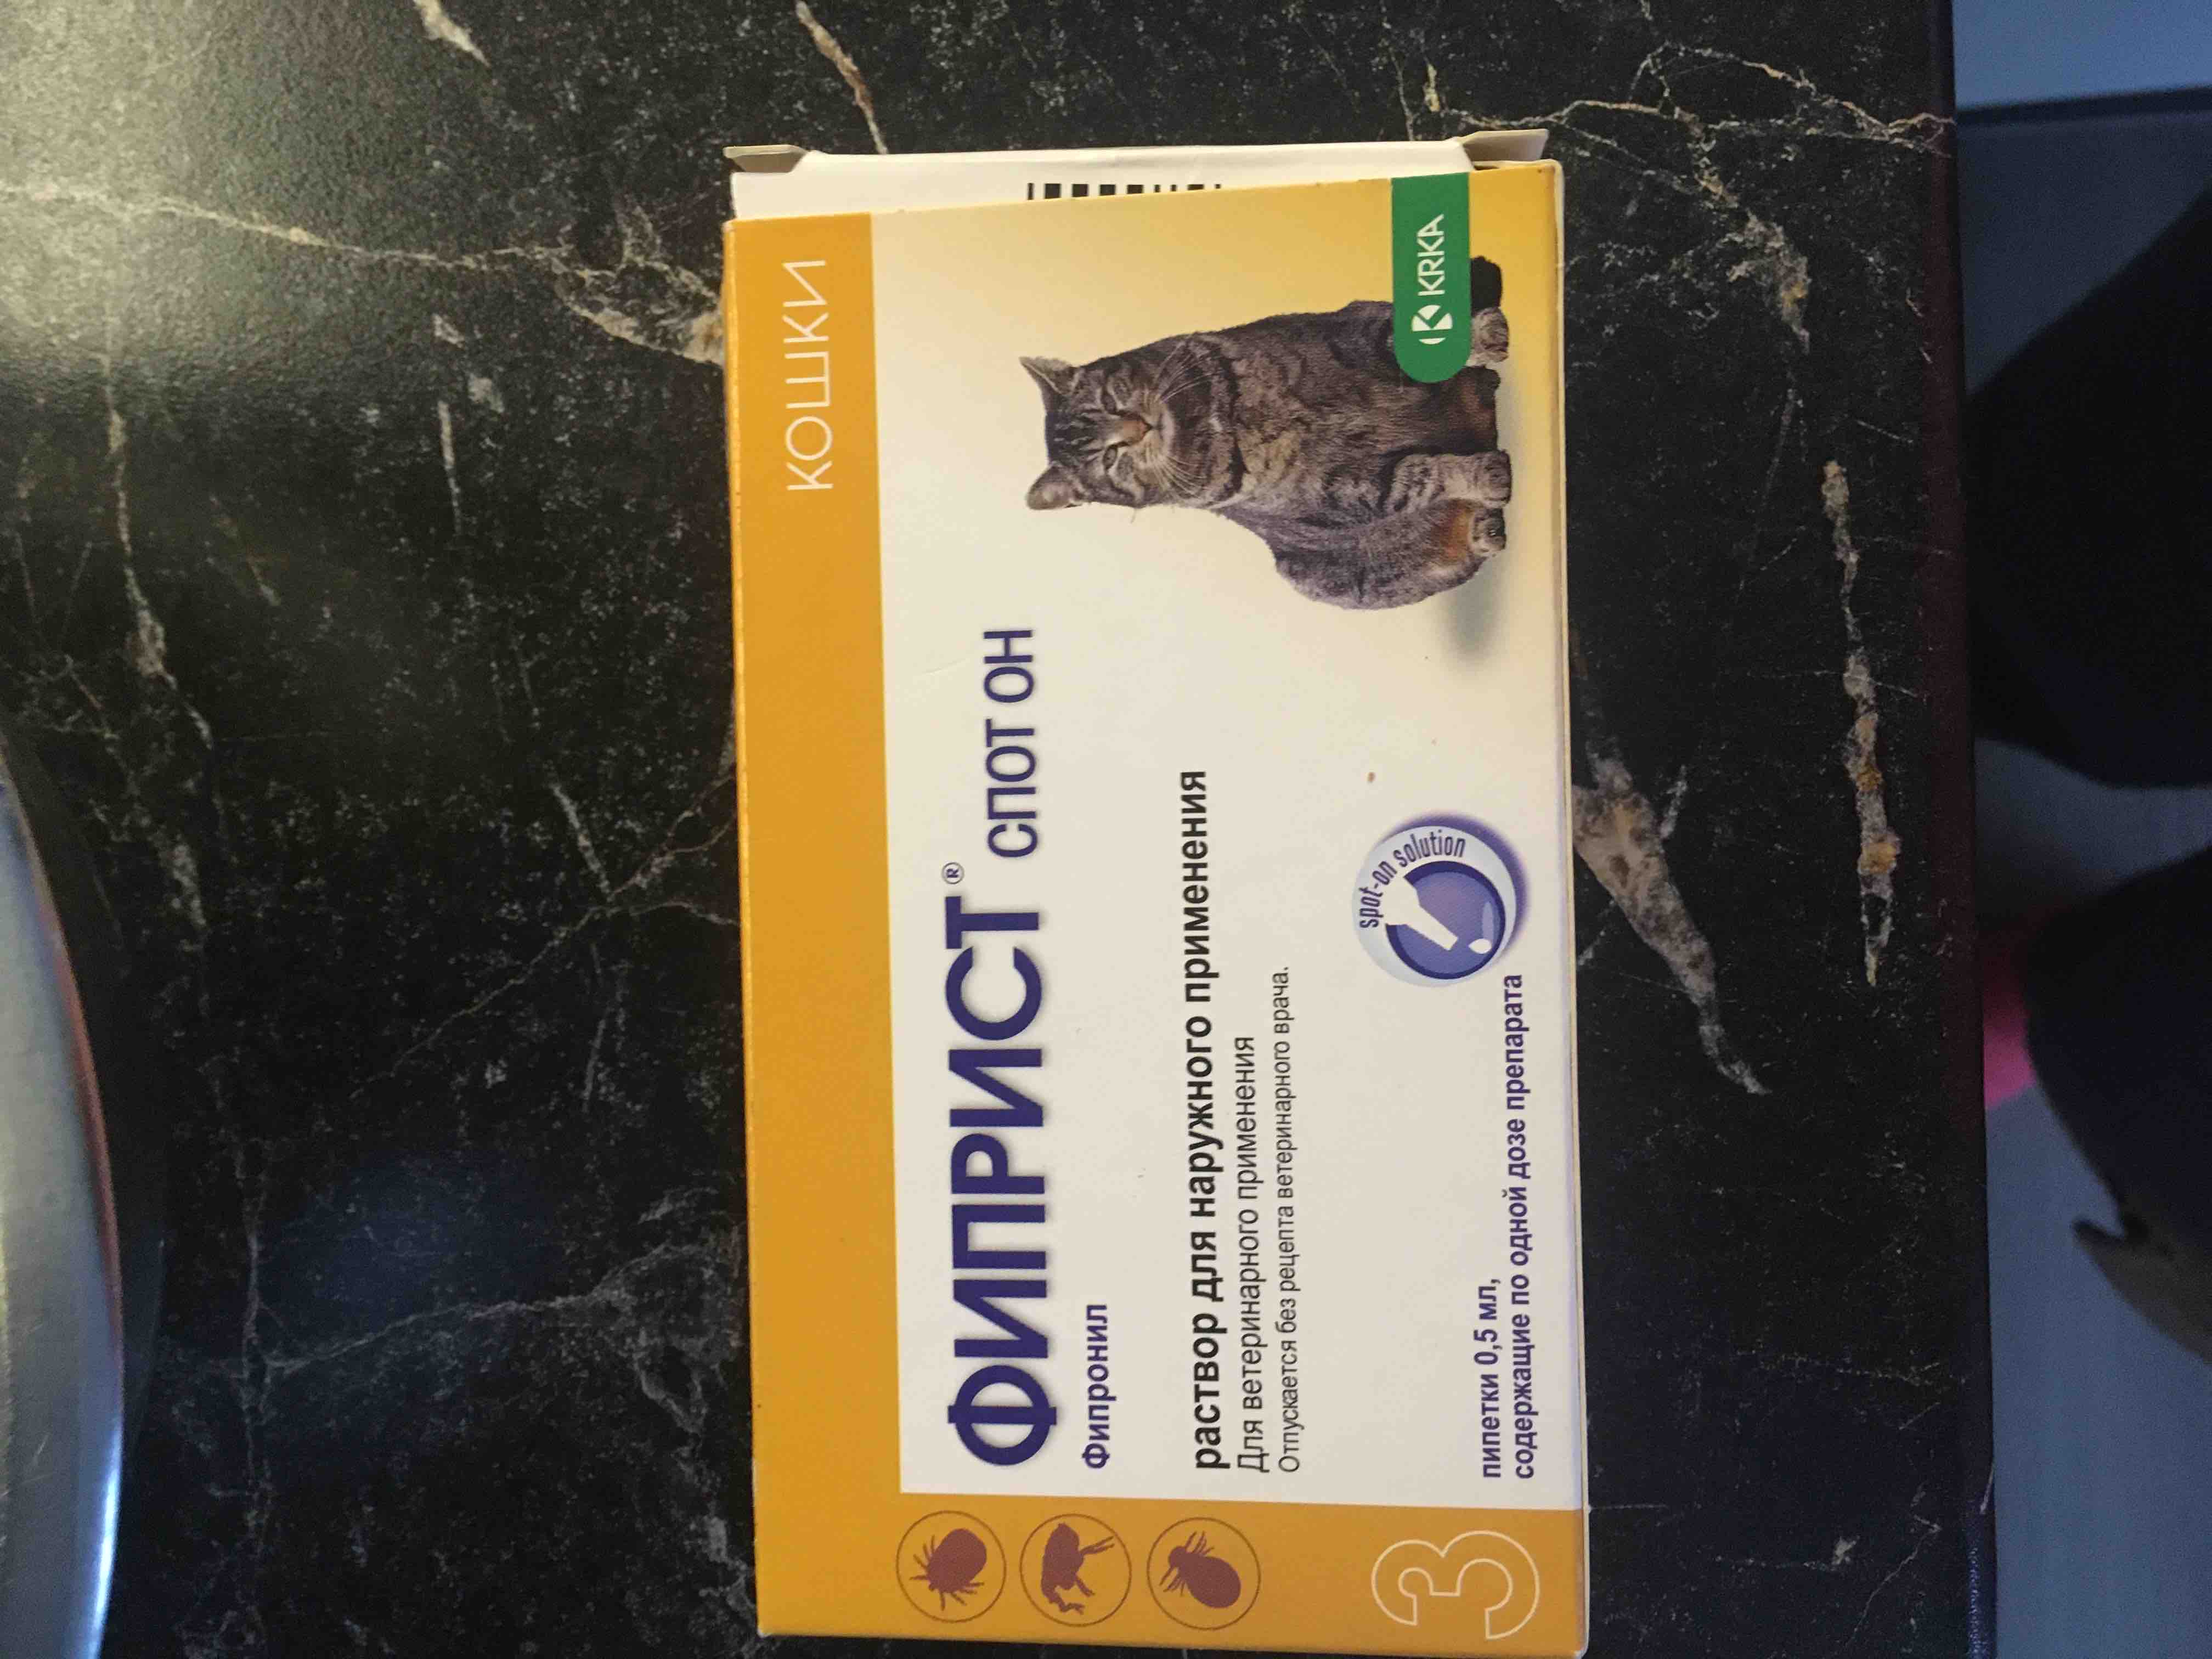 КОШКИ
ФИПРИСТ® СПОТ ОН
Фипронил
раствор для наружного применения
Для ветеринарного применения
Отпускается без рецепта ветеринарного врача.
spot-on solution
пипетки 0,5 мл,
содержащие по одной дозе препарата
KRKA
3